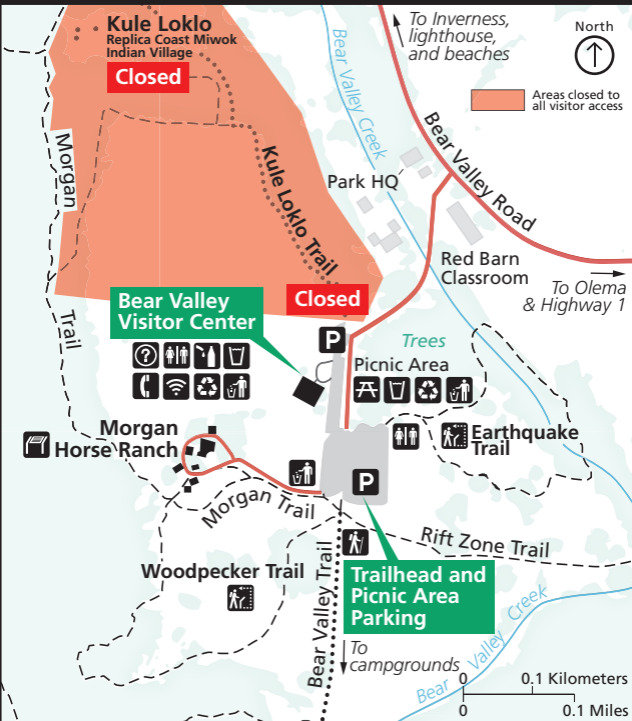 Kule Loklo
Replica Coast Miwok
Indian Village
Closed
To Inverness,
lighthouse,
and beaches
North
Areas closed to
all visitor access
Bear Valley Creek
Bear Valley Road
Morgan
Trail
Kule Loklo Trail
Park HQ
Red Barn
Classroom
To Olema
& Highway 1
Closed
Bear Valley
Visitor Center
P
Trees
Picnic Area
?
Morgan
Horse Ranch
Earthquake
Trail
P
Morgan Trail
Rift Zone Trail
Woodpecker Trail
Bear Valley Trail
Trailhead and
Picnic Area
Parking
To
campgrounds
Bear Valley Creek
0 0.1 Kilometers
0 0.1 Miles